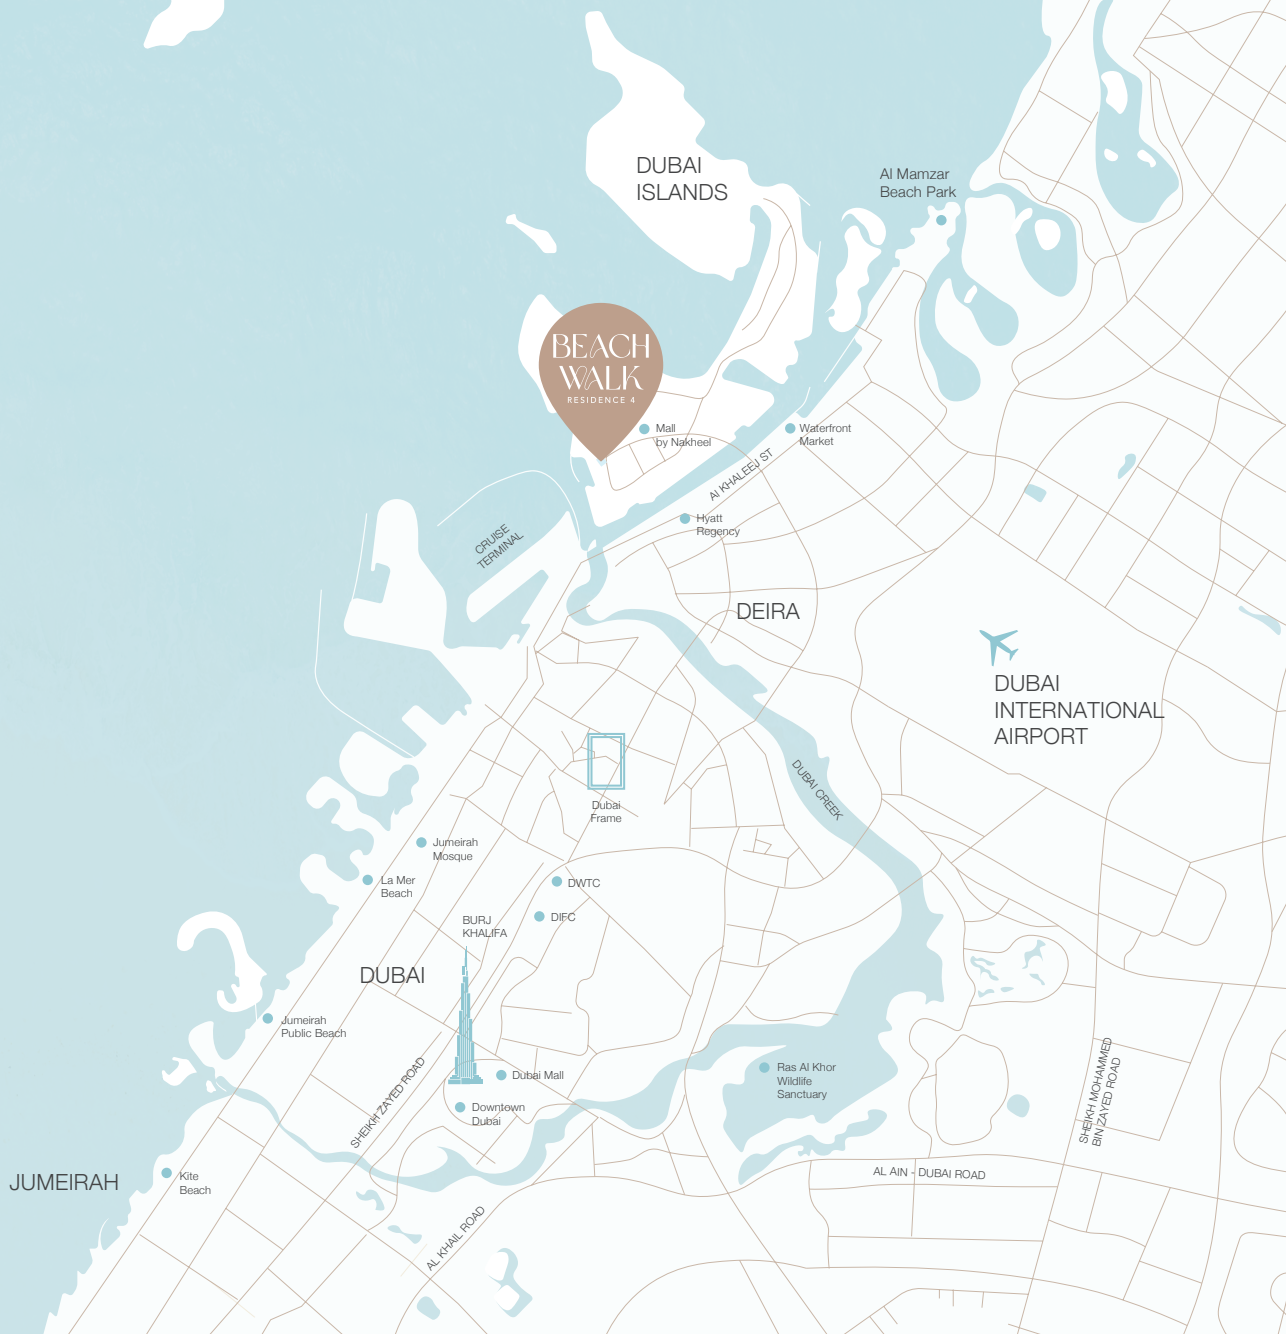 DUBAI
ISLANDS
Al Mamzar
Beach Park
BEACH
WALK
RESIDENCE 4
Mall
by Nakheel
Waterfront
Market
Al KHALEEJ ST
Hyatt
Regency
CRUISE
TERMINAL
DEIRA
DUBAI
INTERNATIONAL
AIRPORT
DUBAI CREEK
Dubai
Frame
Jumeirah
Mosque
La Mer
Beach
DWTC
DIFC
BURJ
KHALIFA
DUBAI
Jumeirah
Public Beach
Dubai Mall
Downtown
Dubai
SHEIKH ZAYED ROAD
Ras Al Khor
Wildlife
Sanctuary
SHEIKH MOHAMMED
BIN ZAYED ROAD
AL AIN - DUBAI ROAD
JUMEIRAH
Kite
Beach
AL KHAIL ROAD